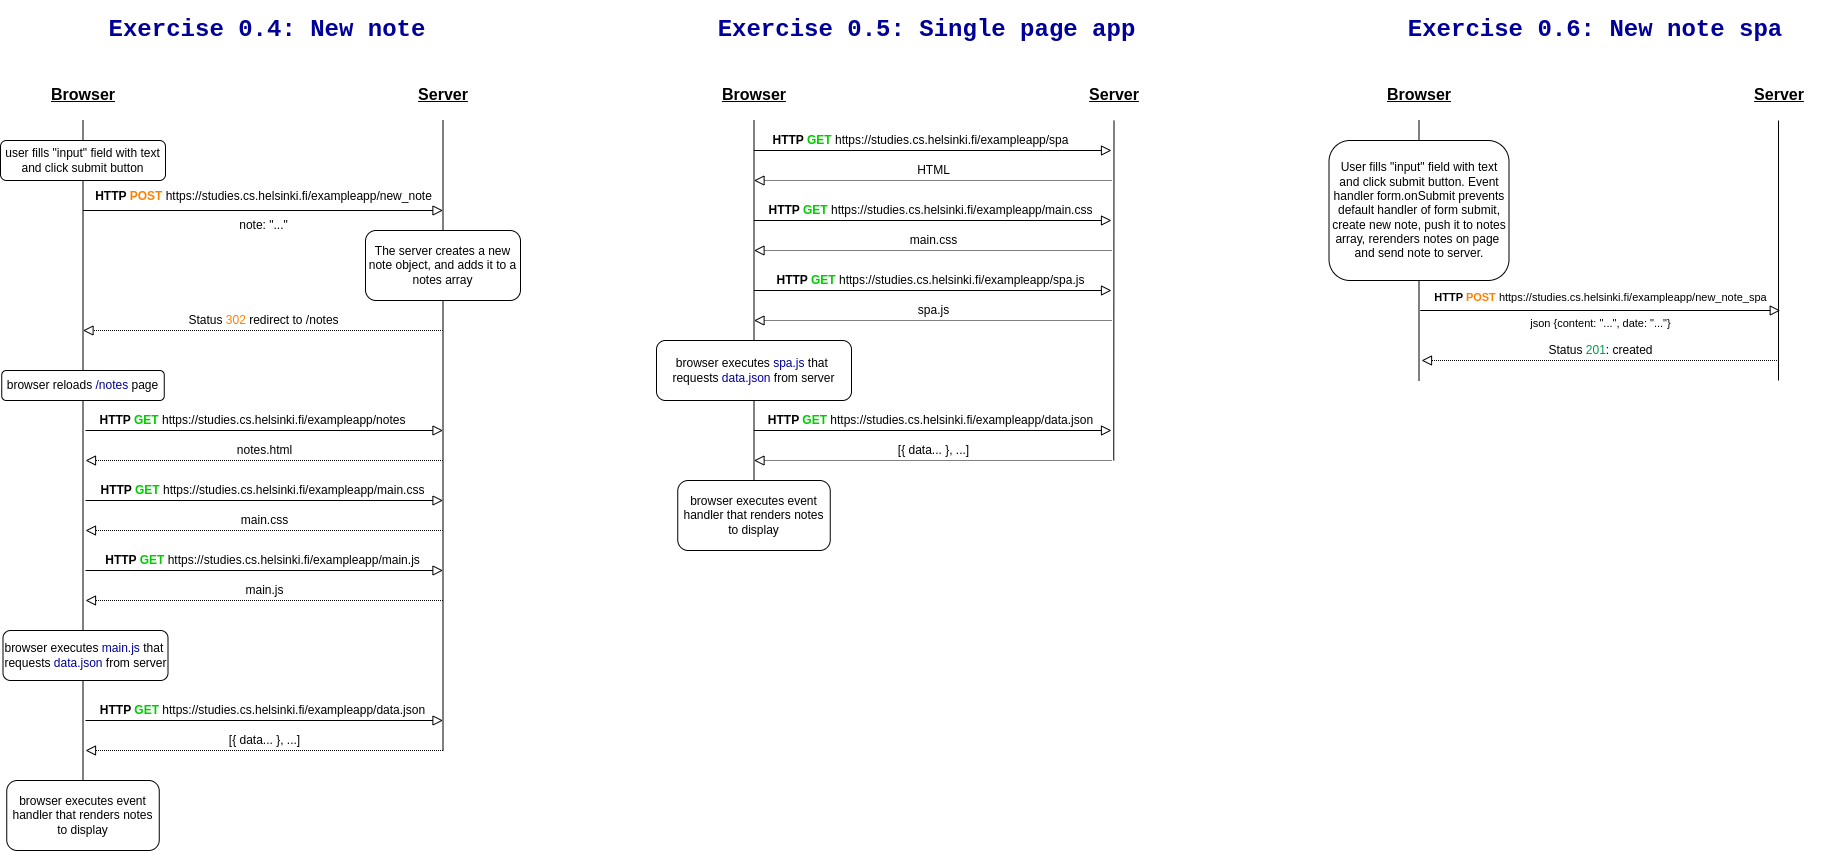 Exercise 0.4: New note
Browser
Server
user fills "input" field with text
and click submit button
HTTP POST https://studies.cs.helsinki.fi/exampleapp/new_note
note: "..."
The server creates a new
note object, and adds it to a
notes array
Status 302 redirect to /notes
browser reloads /notes page
HTTP GET https://studies.cs.helsinki.fi/exampleapp/notes
notes.html
HTTP GET https://studies.cs.helsinki.fi/exampleapp/main.css
main.css
HTTP GET https://studies.cs.helsinki.fi/exampleapp/main.js
main.js
browser executes main.js that
requests data.json from server
HTTP GET https://studies.cs.helsinki.fi/exampleapp/data.json
[{ data... }, ...]
browser executes event
handler that renders notes
to display
Exercise 0.5: Single page app
Browser
Server
HTTP GET https://studies.cs.helsinki.fi/exampleapp/spa
HTML
HTTP GET https://studies.cs.helsinki.fi/exampleapp/main.css
main.css
HTTP GET https://studies.cs.helsinki.fi/exampleapp/spa.js
spa.js
browser executes spa.js that
requests data.json from server
HTTP GET https://studies.cs.helsinki.fi/exampleapp/data.json
[{ data... }, ...]
browser executes event
handler that renders notes
to display
Exercise 0.6: New note spa
Browser
Server
User fills "input" field with text
and click submit button. Event
handler form.onSubmit prevents
default handler of form submit,
create new note, push it to notes
array, rerenders notes on page
and send note to server.
HTTP POST https://studies.cs.helsinki.fi/exampleapp/new_note_spa
json {content: "...", date: "..."}
Status 201: created